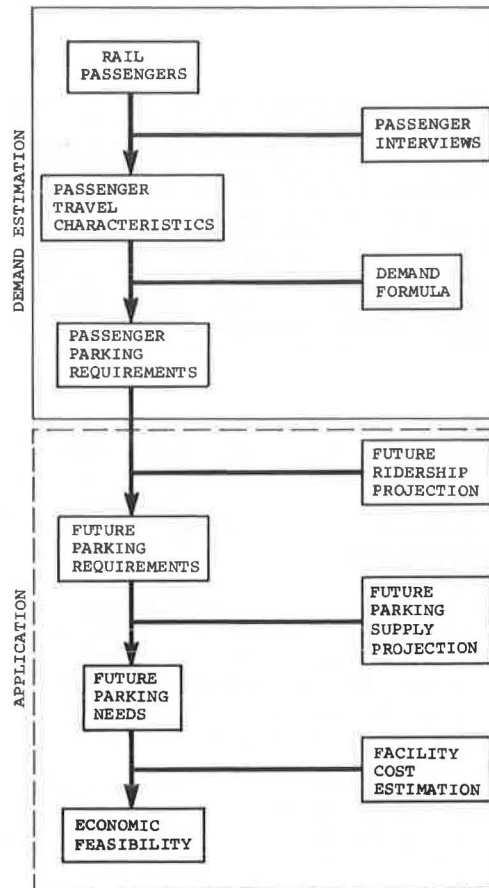 DEMAND ESTIMATION
RAIL
PASSENGERS
PASSENGER
INTERVIEWS
PASSENGER
TRAVEL
CHARACTERISTICS
DEMAND
FORMULA
PASSENGER
PARKING
REQUIREMENTS
APPLICATION
FUTURE
RIDERSHIP
PROJECTION
FUTURE
PARKING
REQUIREMENTS
FUTURE
PARKING
SUPPLY
PROJECTION
FUTURE
PARKING
NEEDS
FACILITY
COST
ESTIMATION
ECONOMIC
FEASIBILITY